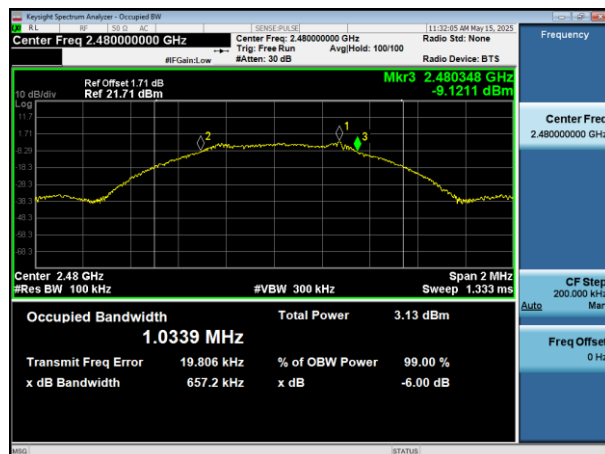 Keysight Spectrum Analyzer - Occupied BW
RL RF 50 Ω AC SENSE:PULSE 11:32:05 AM May 15, 2025
Center Freq 2.480000000 GHz
Center Freq: 2.480000000 GHz
Radio Std: None
Trig: Free Run Avg|Hold: 100/100
#IFGain:Low #Atten: 30 dB Radio Device: BTS
Ref Offset 1.71 dB
Mkr3 2.480348 GHz
10 dB/div Ref 21.71 dBm
-9.1211 dBm
Log
11.7
1.71
-8.29
-18.3
-28.3
-38.3
-48.3
-58.3
-68.3
1
2
3
Center 2.48 GHz Span 2 MHz
#Res BW 100 kHz #VBW 300 kHz Sweep 1.333 ms
Occupied Bandwidth Total Power 3.13 dBm
1.0339 MHz
Transmit Freq Error 19.806 kHz % of OBW Power 99.00 %
x dB Bandwidth 657.2 kHz x dB -6.00 dB
MSG STATUS
Frequency
Center Freq
2.480000000 GHz
CF Step
200.000 kHz
Auto Man
Freq Offset
0 Hz